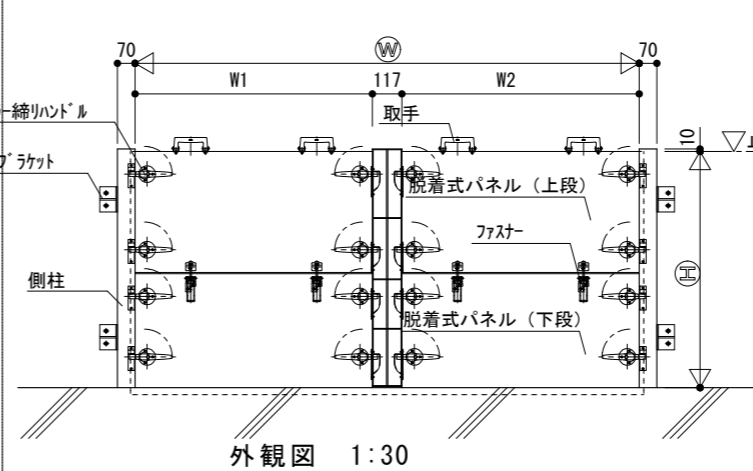 70
Ⓦ
70
W1
117
W2
ー締りハンドル
取手
10
ブラケット
脱着式パネル（上段）
ファスナー
側柱
Ⓗ
脱着式パネル（下段）
外観図 1:30